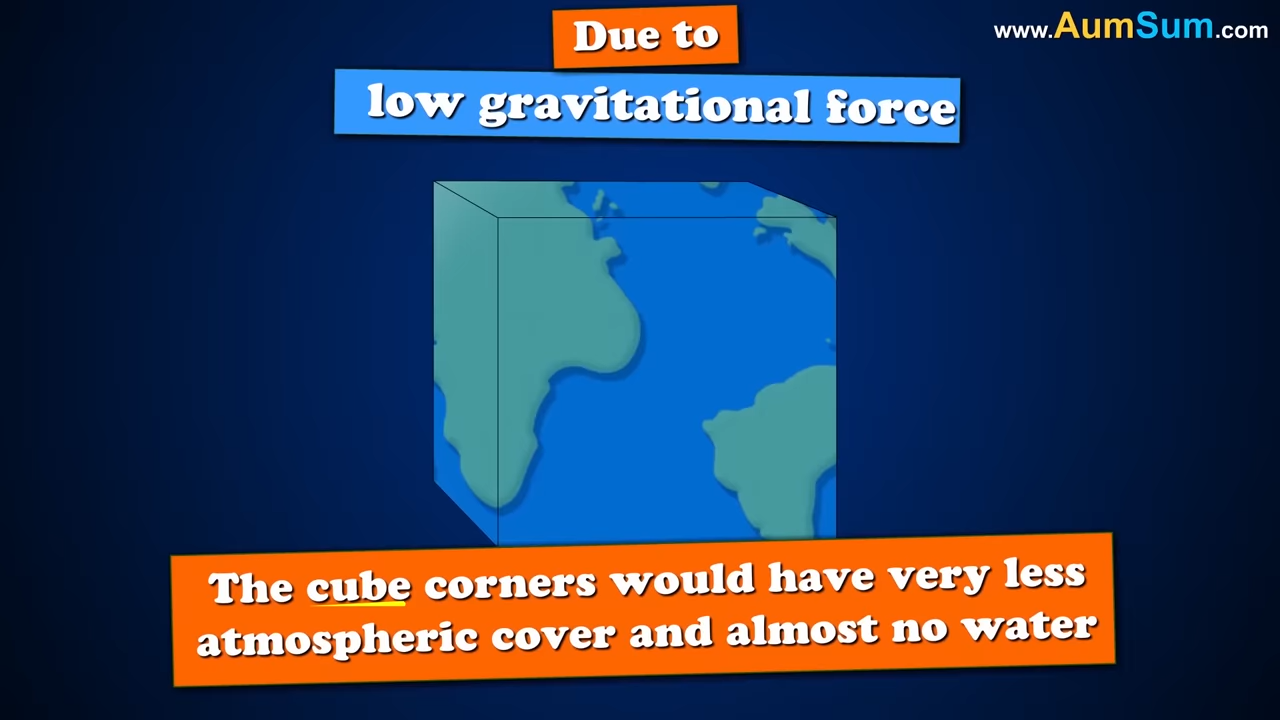 Due to
www.AumSum.com
low gravitational force
The cube corners would have very less
atmospheric cover and almost no water